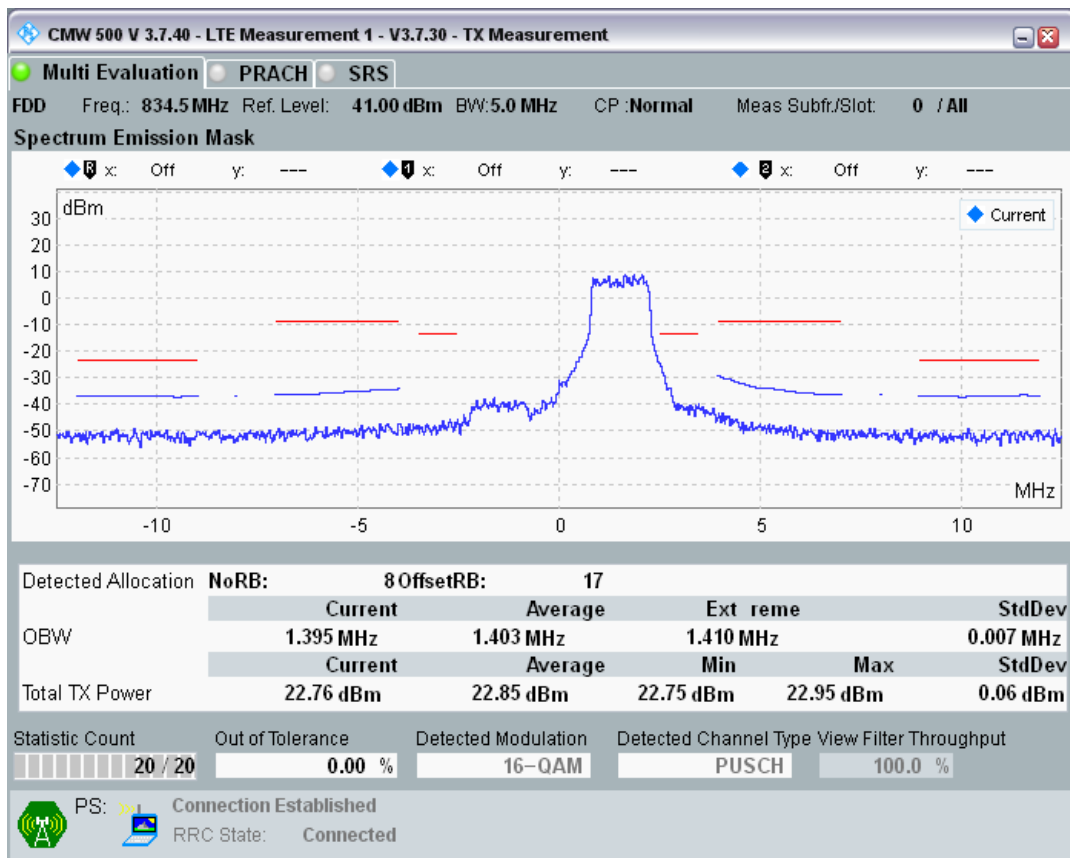 CMW 500 V 3.7.40 - LTE Measurement 1 - V3.7.30 - TX Measurement
Multi Evaluation PRACH SRS
FDD Freq.: 834.5 MHz Ref. Level: 41.00 dBm BW:5.0 MHz CP :Normal Meas Subfr./Slot: 0 / All
Spectrum Emission Mask
R x: Off y: --- 1 x: Off y: --- 2 x: Off y: ---
dBm
Current
30
20
10
0
-10
-20
-30
-40
-50
-60
-70
MHz
-10 -5 0 5 10
Detected Allocation NoRB: 8 OffsetRB: 17
Current Average Ext reme StdDev
OBW 1.395 MHz 1.403 MHz 1.410 MHz 0.007 MHz
Current Average Min Max StdDev
Total TX Power 22.76 dBm 22.85 dBm 22.75 dBm 22.95 dBm 0.06 dBm
Statistic Count Out of Tolerance Detected Modulation Detected Channel Type View Filter Throughput
20 / 20 0.00 % 16-QAM PUSCH 100.0 %
PS: Connection Established
RRC State: Connected